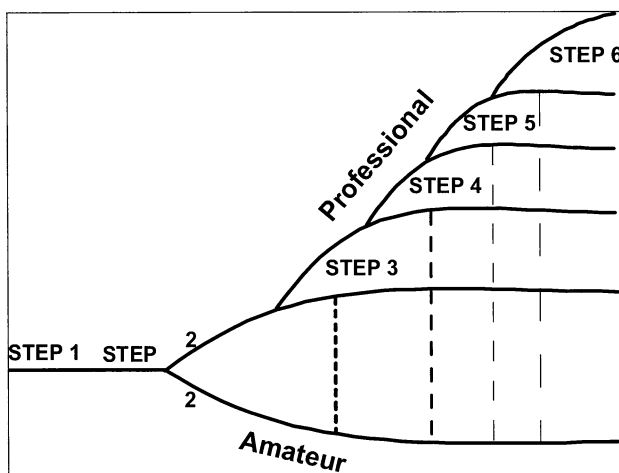 STEP 6
STEP 5
Professional
STEP 4
STEP 3
2
STEP 1 STEP
2
Amateur